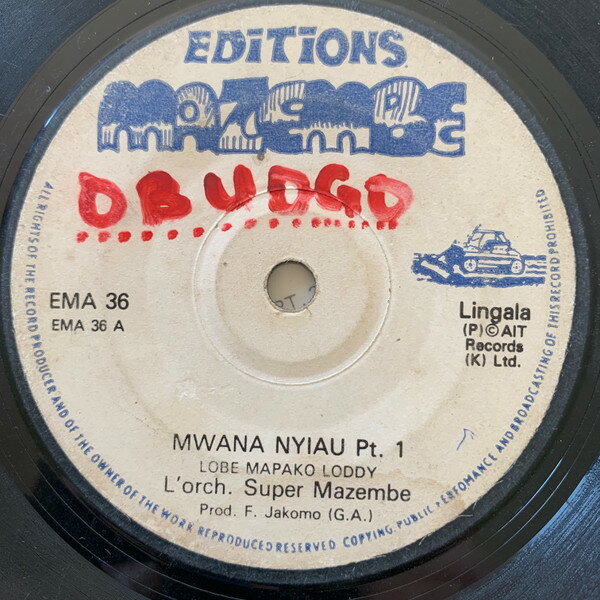 EDiTiONS
mazembe
OBUDGO
EMA 36
EMA 36 A
Lingala
(P)©AIT
Records
(K) Ltd.
MWANA NYIAU Pt. 1
LOBE MAPAKO LODDY
L'orch. Super Mazembe
Prod. F. Jakomo (G.A.)
ALL RIGHTS OF THE RECORD PRODUCER AND OF THE OWNER OF THE WORK REPRODUCED RESERVED COPYING, PUBLIC PERFOMANCE AND BROADCASTING OF THIS RECORD PROHIBITED